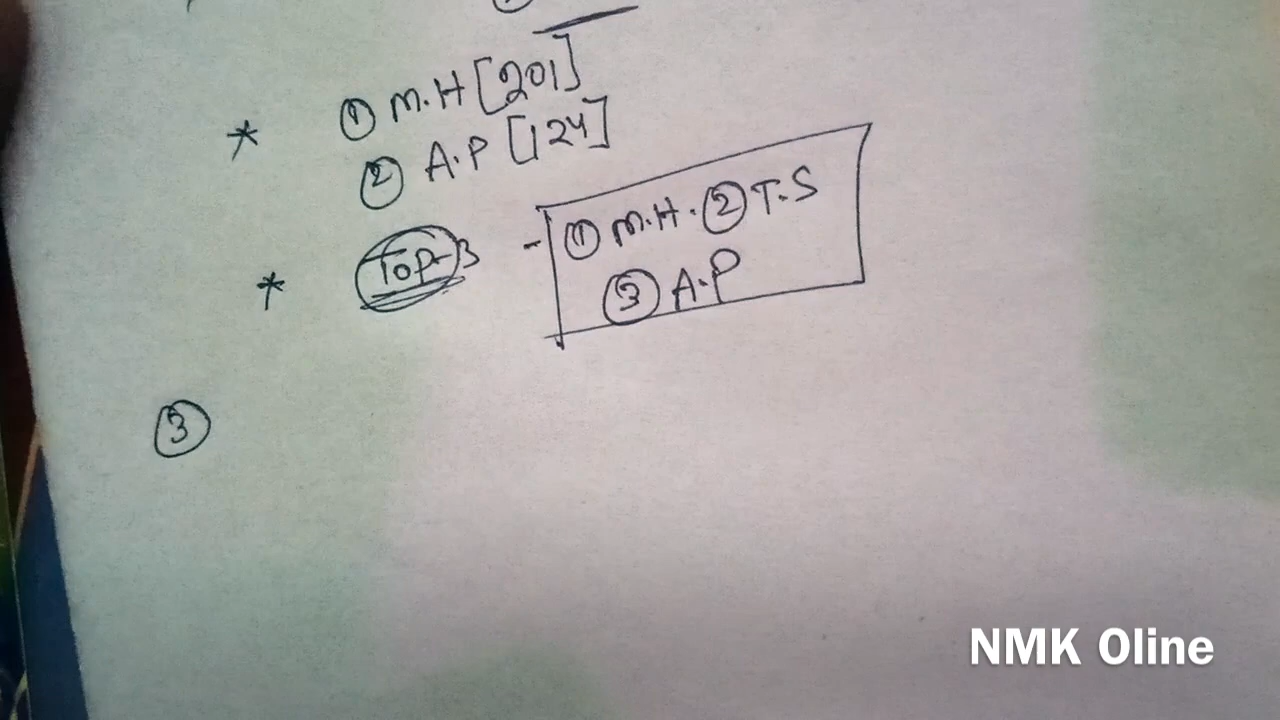 * ① M.H [201]
② A.P [124]
* Top-3 - ① M.H. ② T.S
③ A.P
③
NMK Oline